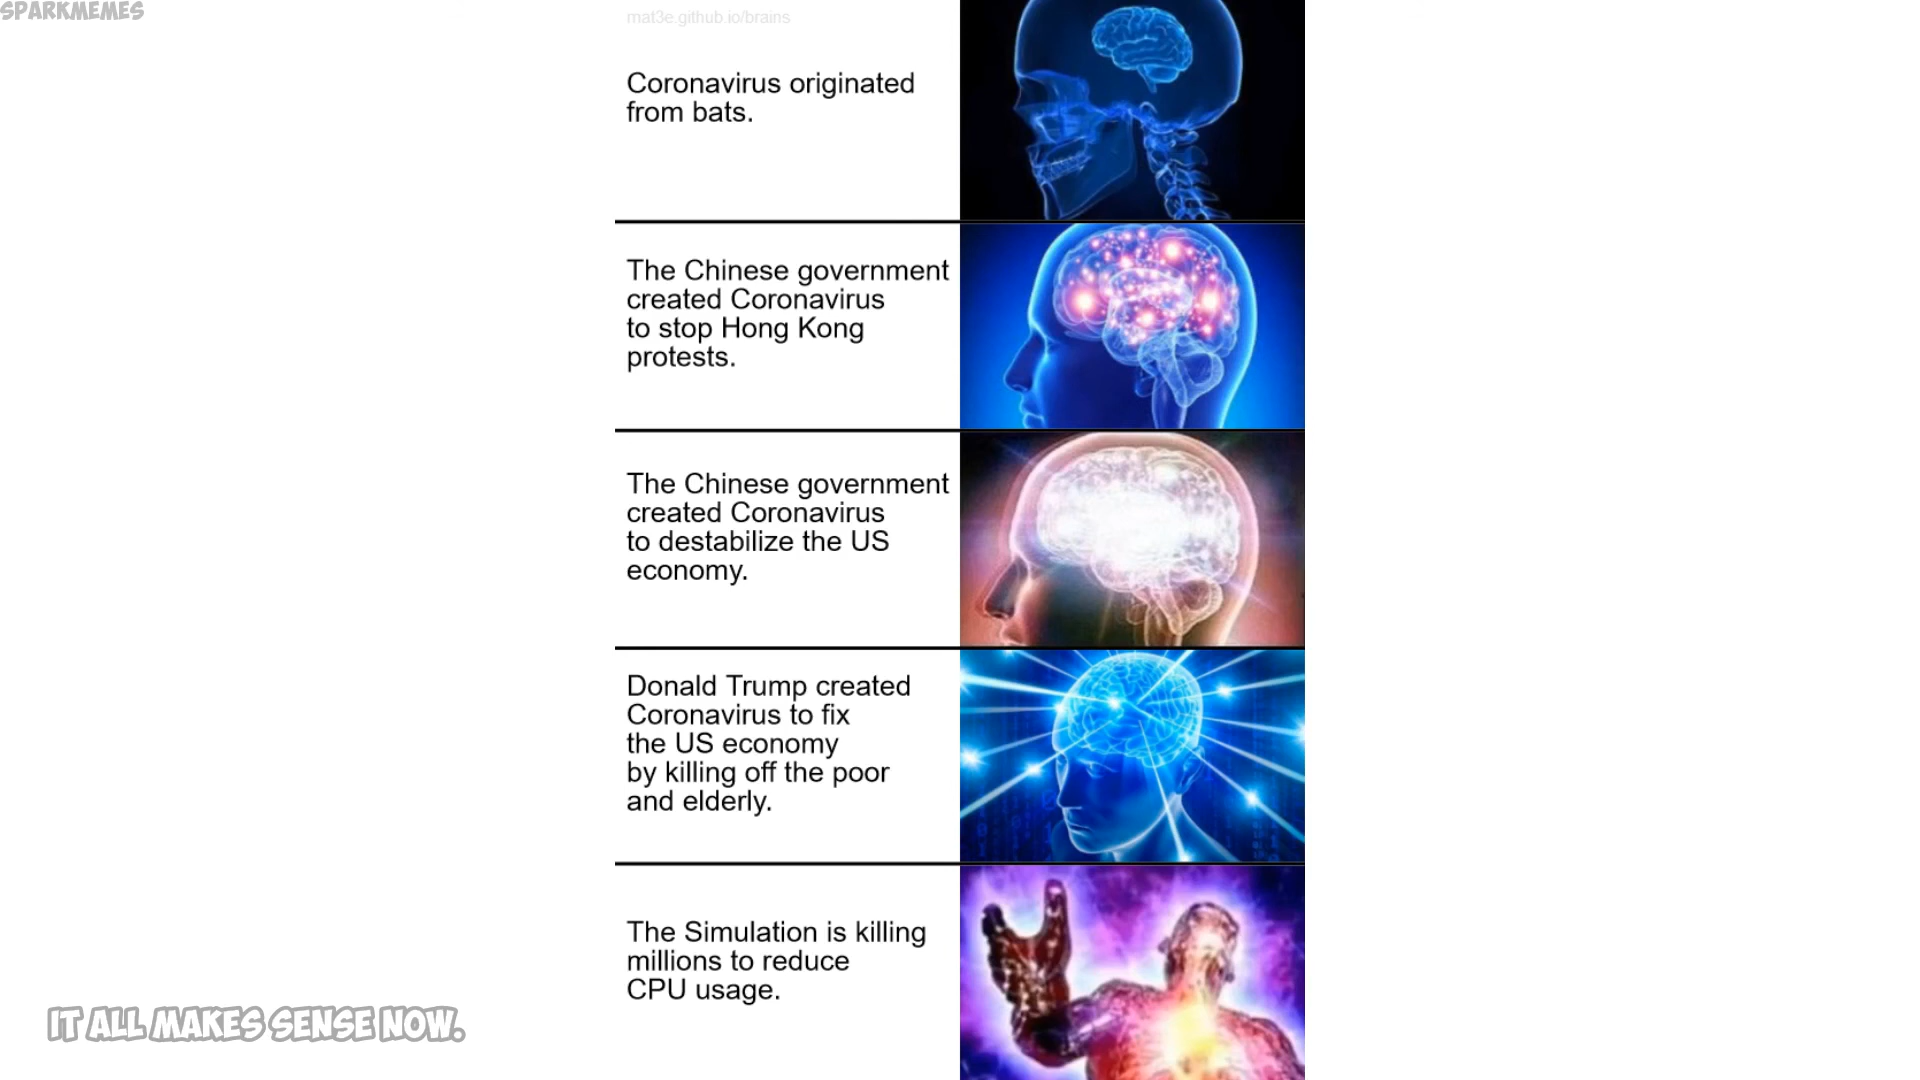 SPARKMEMES
mat3e.github.io/brains
Coronavirus originated
from bats.
The Chinese government
created Coronavirus
to stop Hong Kong
protests.
The Chinese government
created Coronavirus
to destabilize the US
economy.
Donald Trump created
Coronavirus to fix
the US economy
by killing off the poor
and elderly.
The Simulation is killing
millions to reduce
CPU usage.
IT ALL MAKES SENSE NOW.